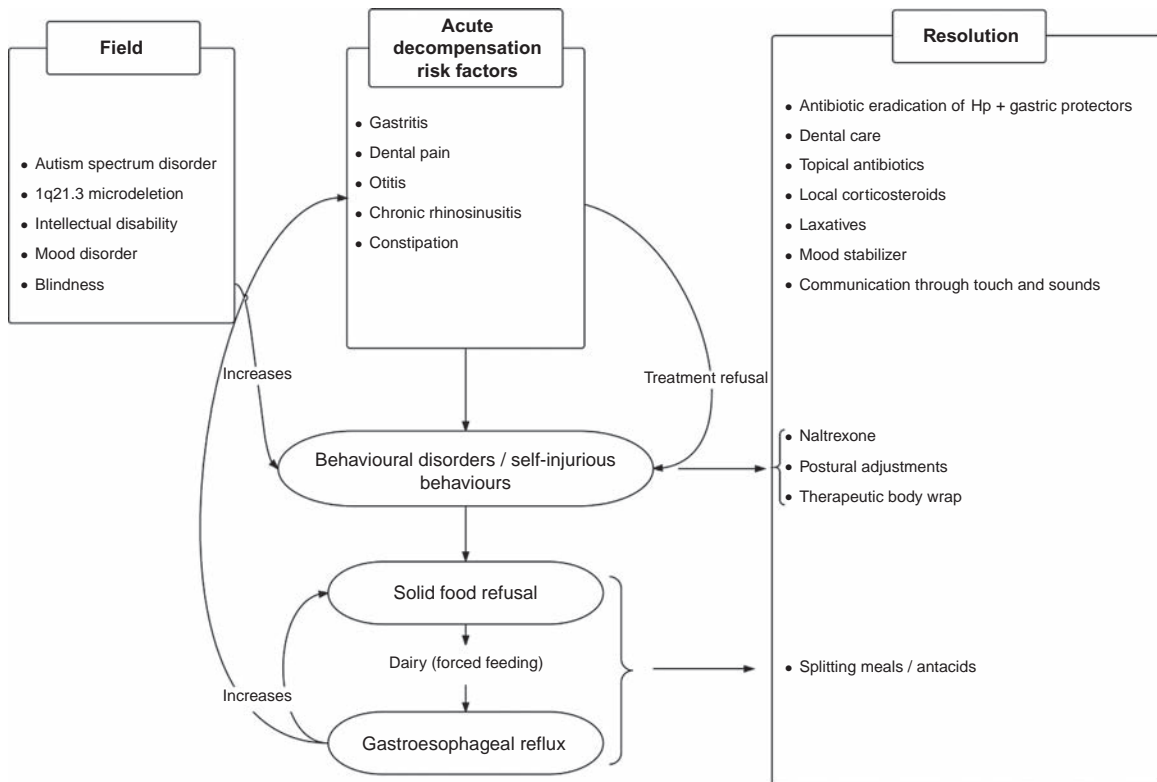 Field
• Autism spectrum disorder
• 1q21.3 microdeletion
• Intellectual disability
• Mood disorder
• Blindness
Acute
decompensation
risk factors
• Gastritis
• Dental pain
• Otitis
• Chronic rhinosinusitis
• Constipation
Resolution
• Antibiotic eradication of Hp + gastric protectors
• Dental care
• Topical antibiotics
• Local corticosteroids
• Laxatives
• Mood stabilizer
• Communication through touch and sounds
Increases
Treatment refusal
Behavioural disorders / self-injurious
behaviours
• Naltrexone
• Postural adjustments
• Therapeutic body wrap
Solid food refusal
Dairy (forced feeding)
Increases
Gastroesophageal reflux
• Splitting meals / antacids